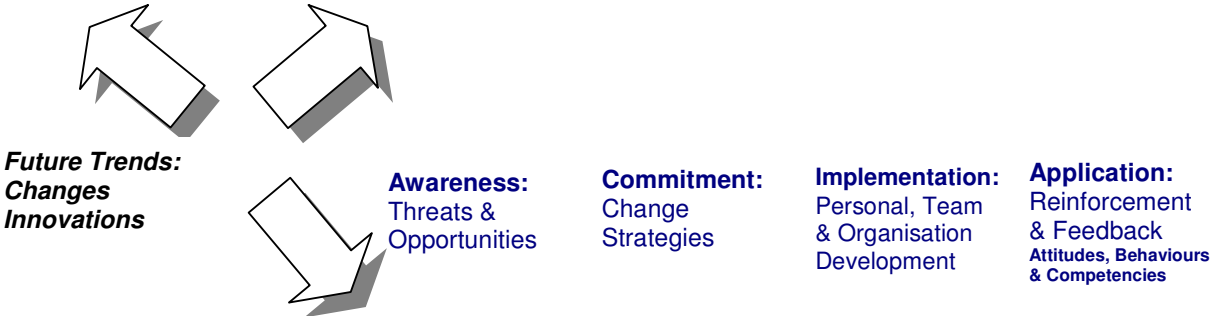 Future Trends:
Changes
Innovations
Awareness:
Threats &
Opportunities
Commitment:
Change
Strategies
Implementation:
Personal, Team
& Organisation
Development
Application:
Reinforcement
& Feedback
Attitudes, Behaviours
& Competencies